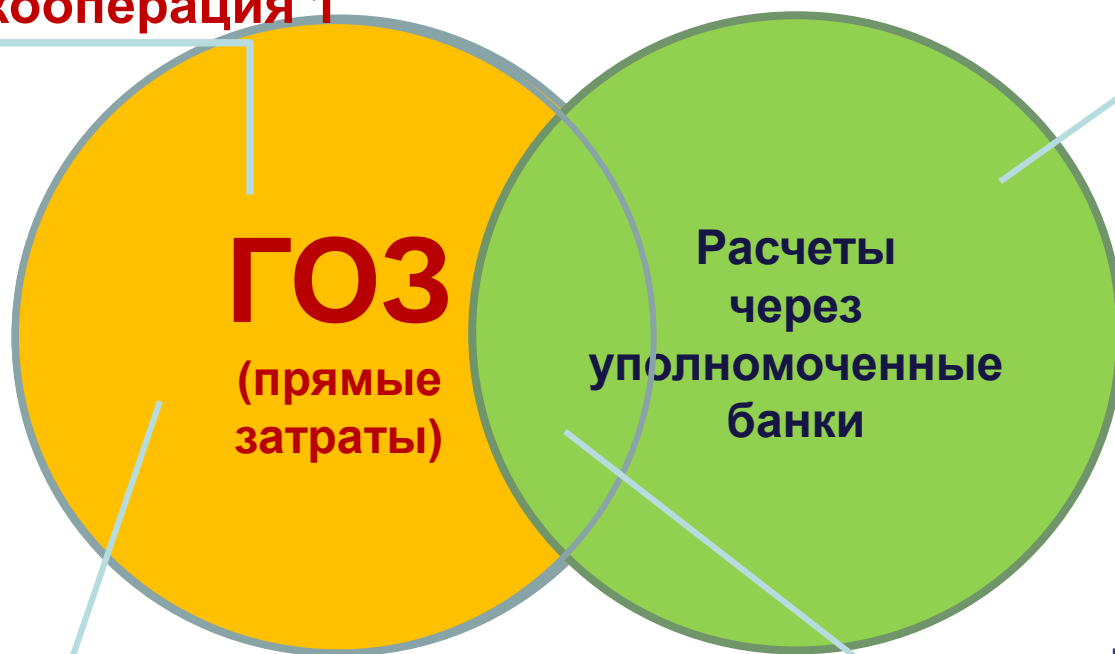 кооперация 1
ГОЗ
(прямые
затраты)
Расчеты
через
уполномоченные
банки